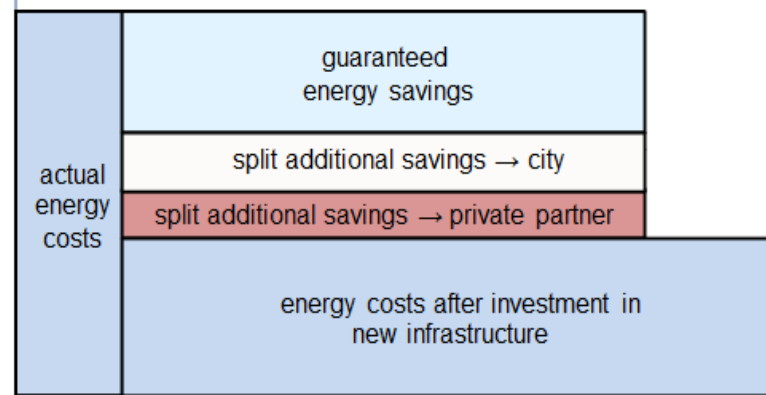 actual
energy
costs
guaranteed
energy savings
split additional savings → city
split additional savings → private partner
energy costs after investment in
new infrastructure